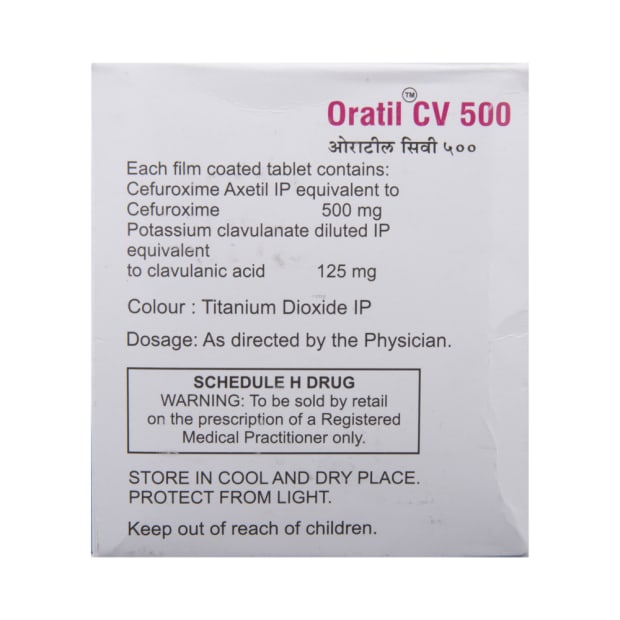 Oratil™ CV 500
ओराटील सिवी ५००
Each film coated tablet contains:
Cefuroxime Axetil IP equivalent to
Cefuroxime 500 mg
Potassium clavulanate diluted IP
equivalent
to clavulanic acid 125 mg
Colour : Titanium Dioxide IP
Dosage: As directed by the Physician.
SCHEDULE H DRUG
WARNING: To be sold by retail
on the prescription of a Registered
Medical Practitioner only.
STORE IN COOL AND DRY PLACE.
PROTECT FROM LIGHT.
Keep out of reach of children.